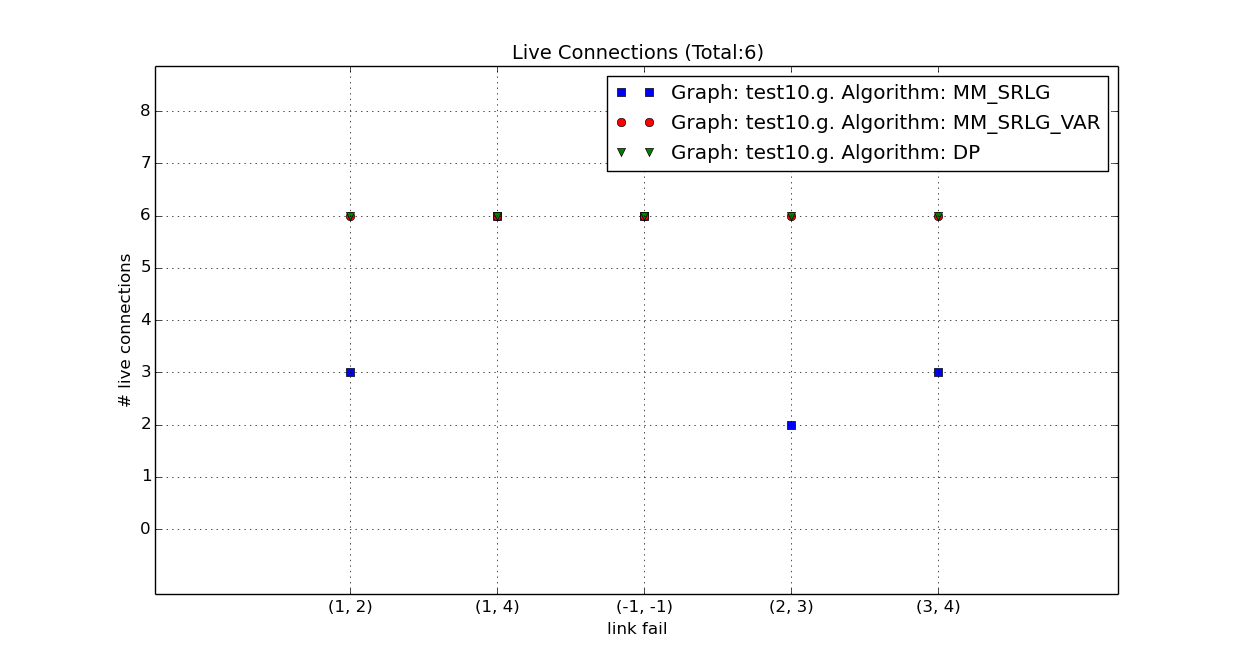 Live Connections (Total:6)
Graph: test10.g. Algorithm: MM_SRLG
Graph: test10.g. Algorithm: MM_SRLG_VAR
Graph: test10.g. Algorithm: DP
8
7
6
5
4
3
2
1
0
# live connections
(1, 2)
(1, 4)
(-1, -1)
(2, 3)
(3, 4)
link fail